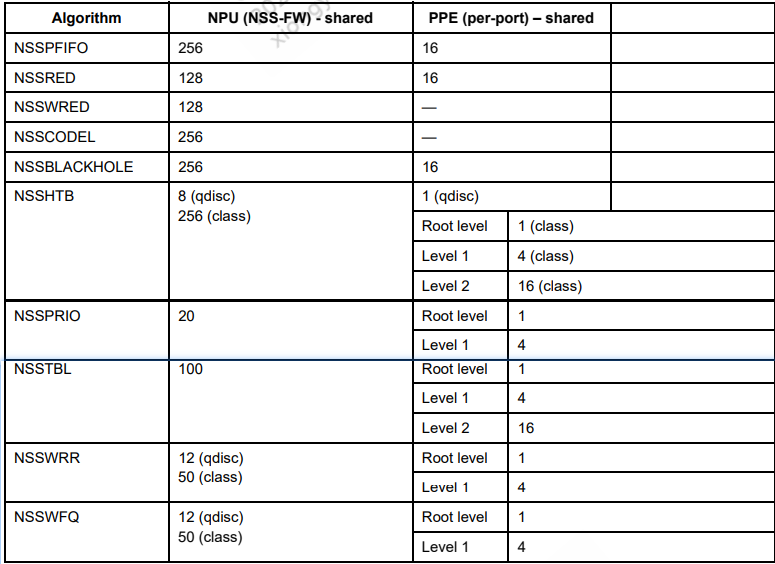 Algorithm NPU (NSS-FW) - shared PPE (per-port) – shared
NSSPFIFO 256 16
NSSRED 128 16
NSSWRED 128 —
NSSCODEL 256 —
NSSBLACKHOLE 256 16
NSSHTB 8 (qdisc) 1 (qdisc)
256 (class)
Root level 1 (class)
Level 1 4 (class)
Level 2 16 (class)
NSSPRIO 20 Root level 1
Level 1 4
NSSTBL 100 Root level 1
Level 1 4
Level 2 16
NSSWRR 12 (qdisc) Root level 1
50 (class)
Level 1 4
NSSWFQ 12 (qdisc) Root level 1
50 (class)
Level 1 4